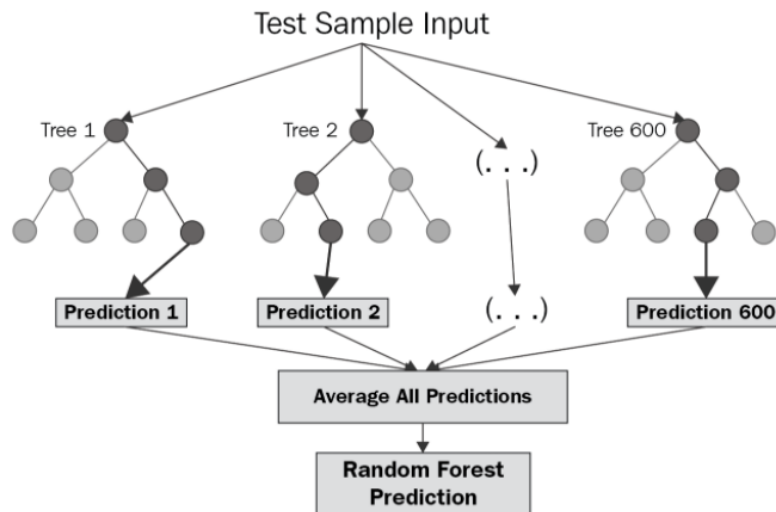 Test Sample Input
Tree 1
Tree 2
Tree 600
(. . .)
Prediction 1
Prediction 2
(. . .)
Prediction 600
Average All Predictions
Random Forest
Prediction